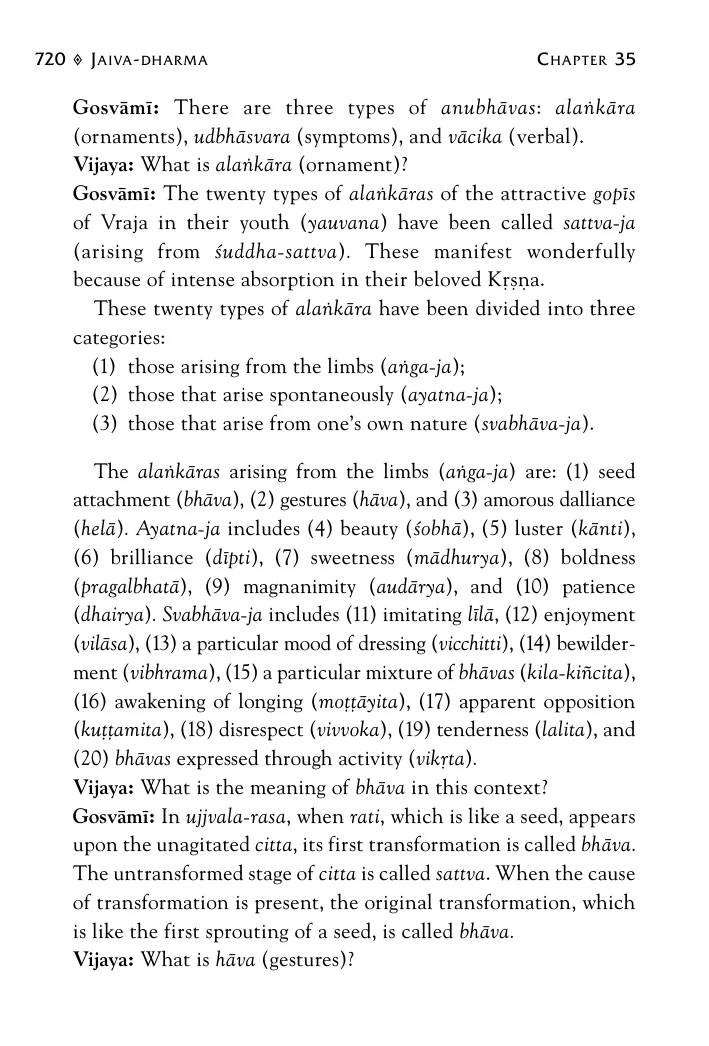 720 ◊ JAIVA-DHARMA CHAPTER 35
Gosvāmī: There are three types of anubhāvas: alaṅkāra
(ornaments), udbhāsvara (symptoms), and vācika (verbal).
Vijaya: What is alaṅkāra (ornament)?
Gosvāmī: The twenty types of alaṅkāras of the attractive gopīs
of Vraja in their youth (yauvana) have been called sattva-ja
(arising from śuddha-sattva). These manifest wonderfully
because of intense absorption in their beloved Kṛṣṇa.
These twenty types of alaṅkāra have been divided into three
categories:
(1) those arising from the limbs (aṅga-ja);
(2) those that arise spontaneously (ayatna-ja);
(3) those that arise from one’s own nature (svabhāva-ja).
The alaṅkāras arising from the limbs (aṅga-ja) are: (1) seed
attachment (bhāva), (2) gestures (hāva), and (3) amorous dalliance
(helā). Ayatna-ja includes (4) beauty (śobhā), (5) luster (kānti),
(6) brilliance (dīpti), (7) sweetness (mādhurya), (8) boldness
(pragalbhatā), (9) magnanimity (audārya), and (10) patience
(dhairya). Svabhāva-ja includes (11) imitating līlā, (12) enjoyment
(vilāsa), (13) a particular mood of dressing (vicchitti), (14) bewilder-
ment (vibhrama), (15) a particular mixture of bhāvas (kila-kiñcita),
(16) awakening of longing (moṭṭāyita), (17) apparent opposition
(kuṭṭamita), (18) disrespect (vivvoka), (19) tenderness (lalita), and
(20) bhāvas expressed through activity (vikṛta).
Vijaya: What is the meaning of bhāva in this context?
Gosvāmī: In ujjvala-rasa, when rati, which is like a seed, appears
upon the unagitated citta, its first transformation is called bhāva.
The untransformed stage of citta is called sattva. When the cause
of transformation is present, the original transformation, which
is like the first sprouting of a seed, is called bhāva.
Vijaya: What is hāva (gestures)?